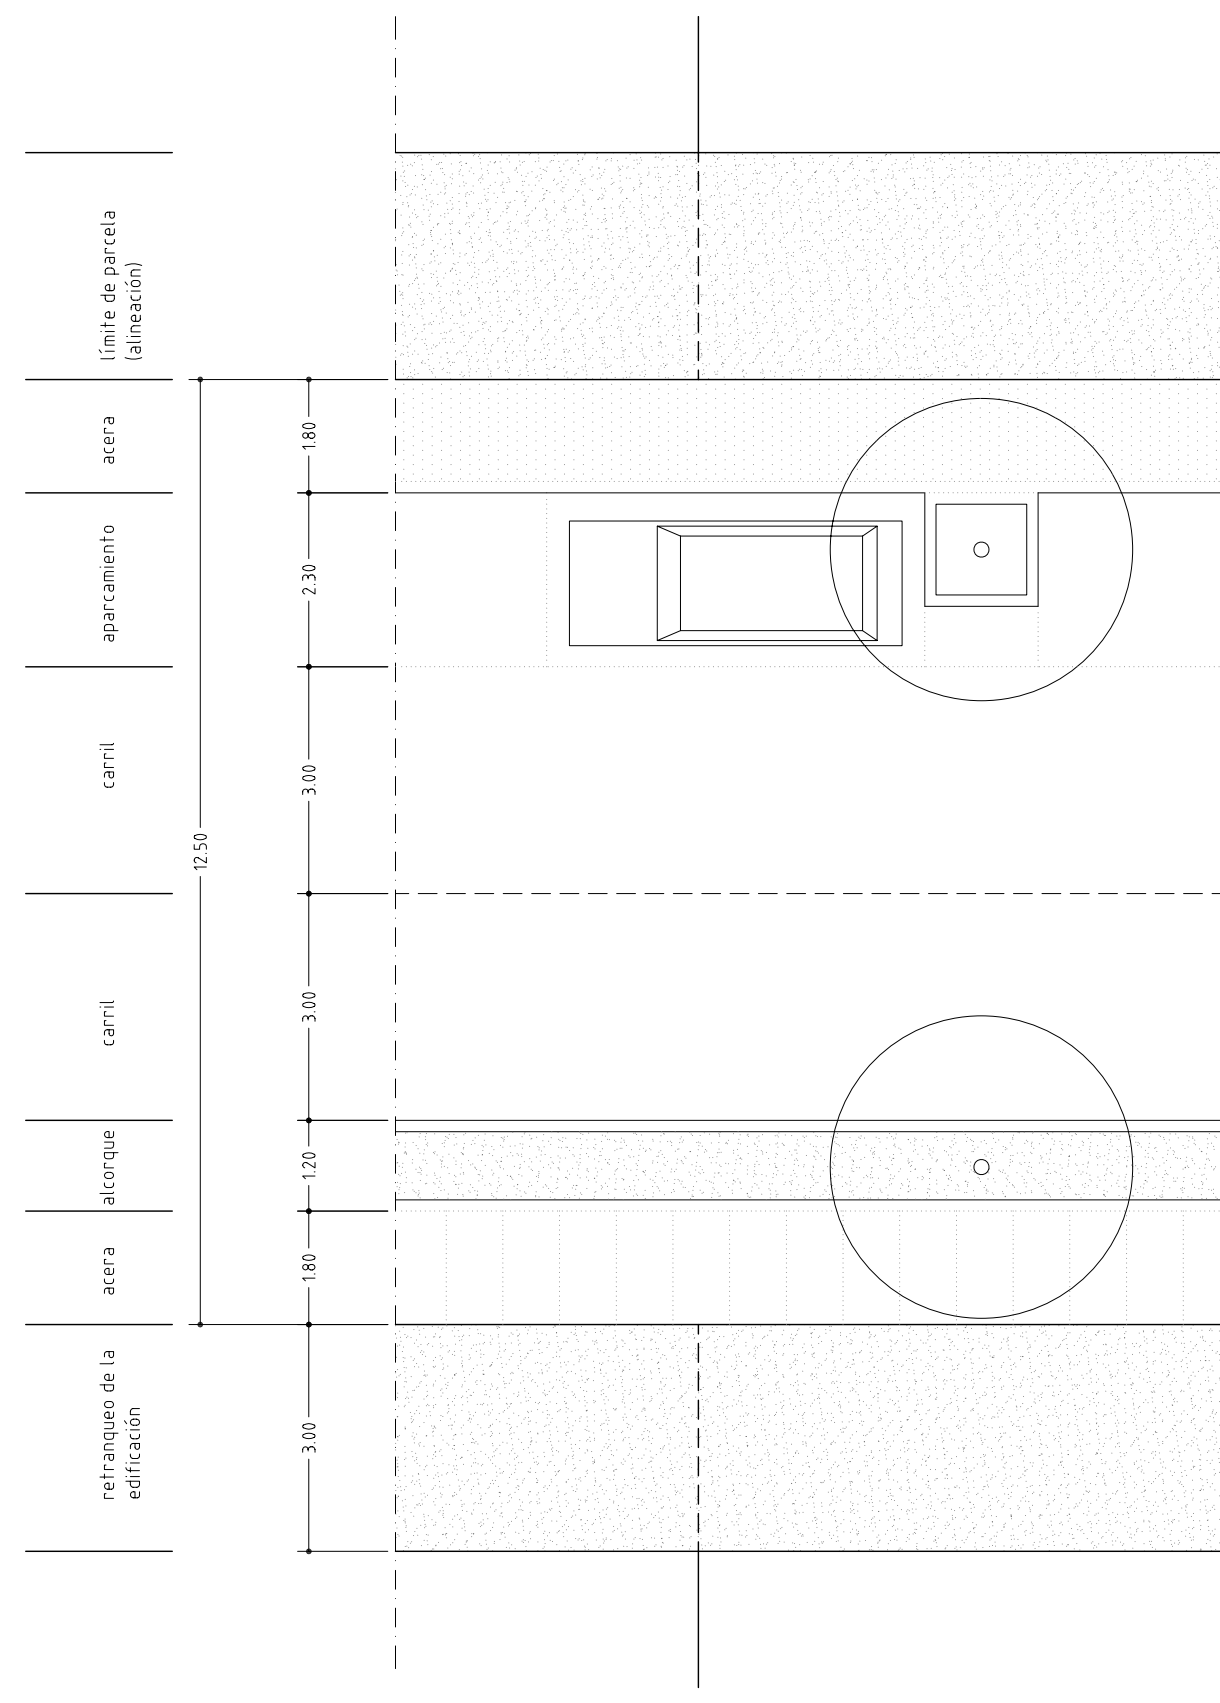 límite de parcela
(alineación)
acera
aparcamiento
carril
carril
alcorque
acera
retranqueo de la
edificación
12.50
1.80
2.30
3.00
3.00
1.20
1.80
3.00